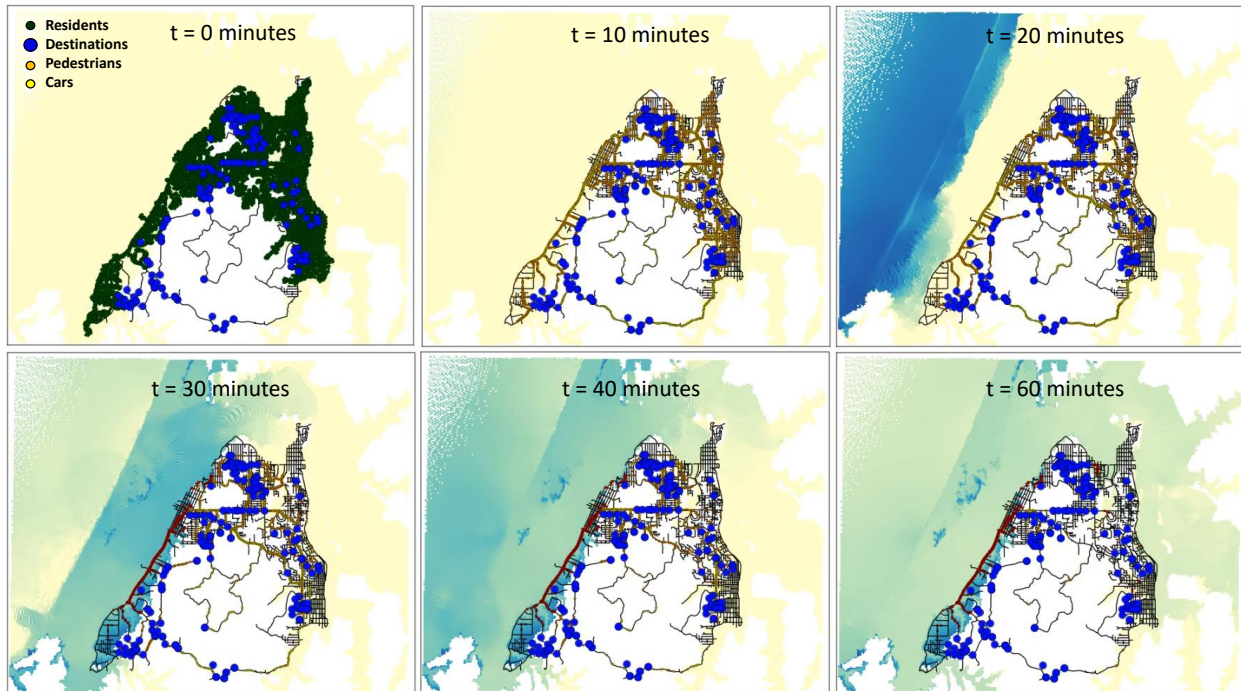 t = 0 minutes
Residents
Destinations
Pedestrians
Cars
t = 10 minutes
t = 20 minutes
t = 30 minutes
t = 40 minutes
t = 60 minutes